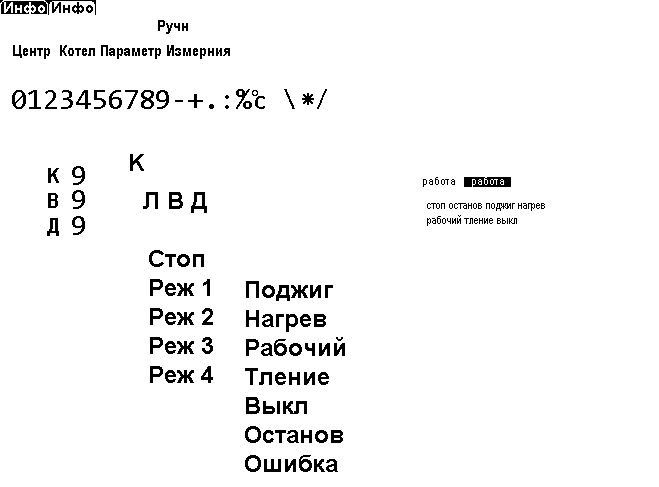 Инфо Инфо
Ручн
Центр Котел Параметр Измерния
0123456789-+.:%℃ \*/
К
К 9
В 9
Д 9
Л В Д
работа работа
стоп останов поджиг нагрев
рабочий тление выкл
Стоп
Реж 1
Реж 2
Реж 3
Реж 4
Поджиг
Нагрев
Рабочий
Тление
Выкл
Останов
Ошибка